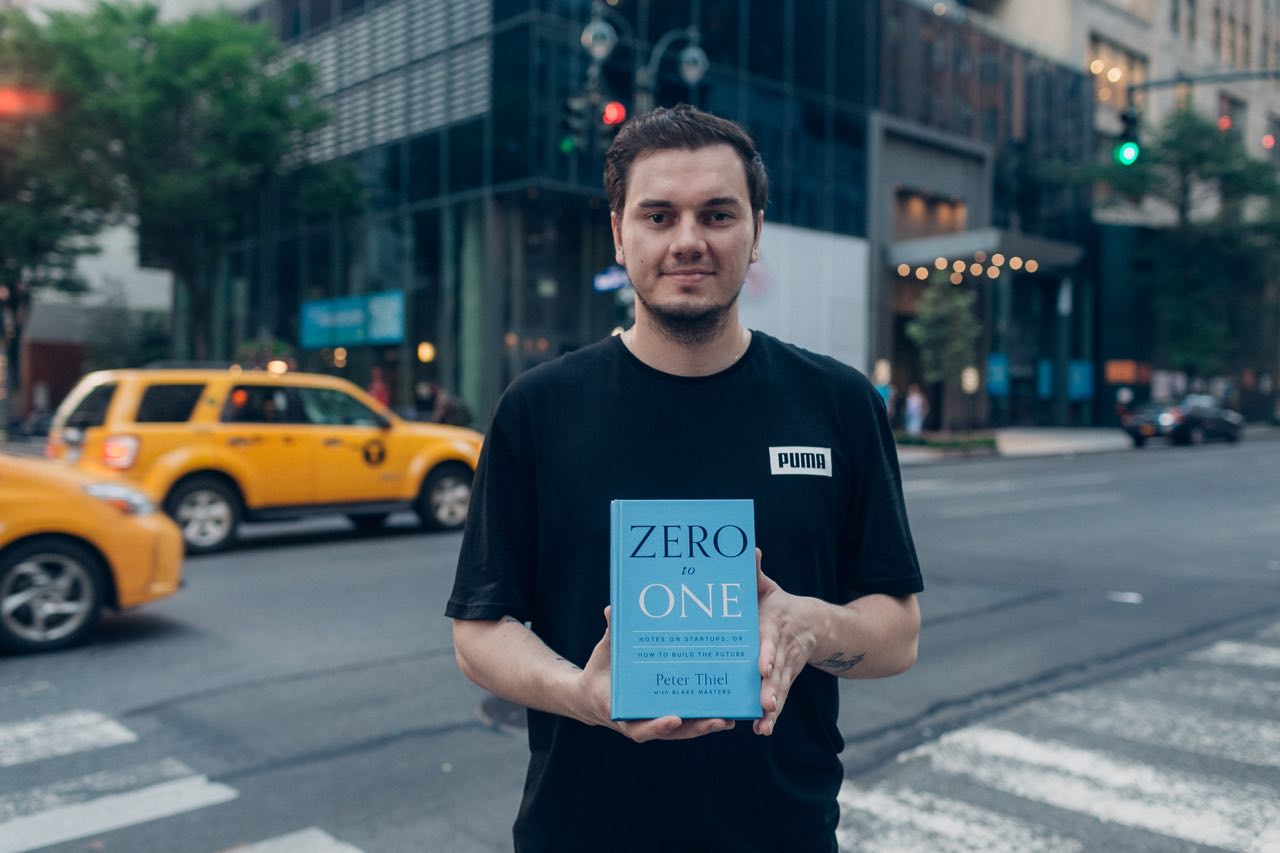 PUMA
ZERO
to
ONE
NOTES ON STARTUPS, OR
HOW TO BUILD THE FUTURE
Peter Thiel
with BLAKE MASTERS